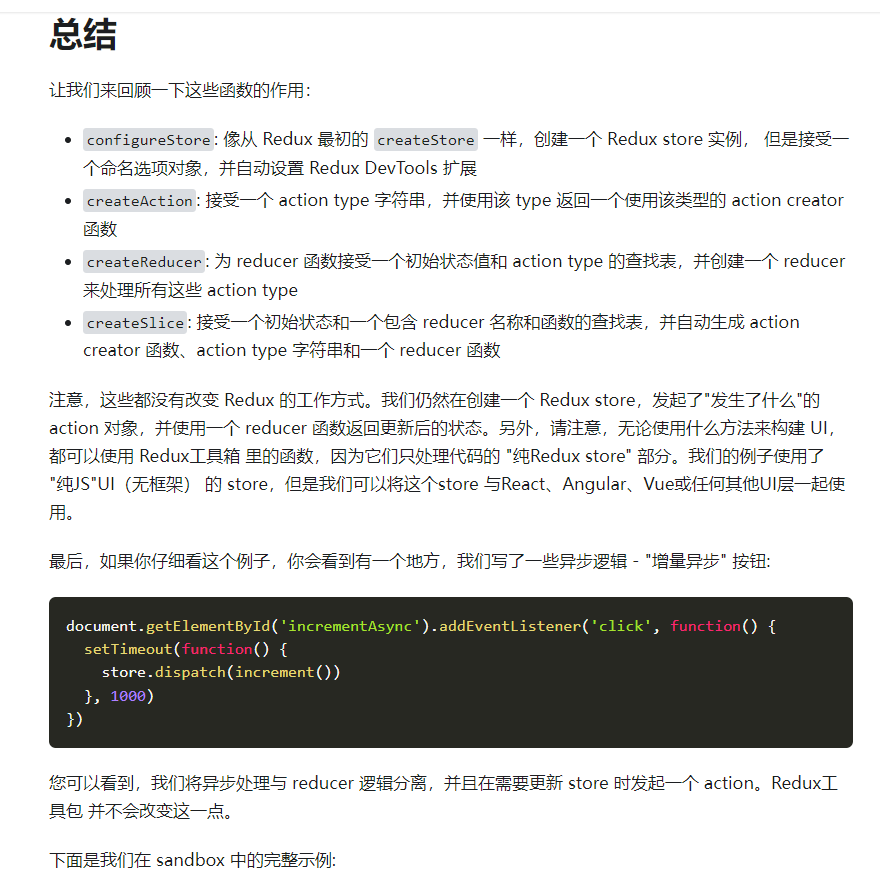 总结
让我们来回顾一下这些函数的作用：
configureStore: 像从 Redux 最初的 createStore 一样，创建一个 Redux store 实例， 但是接受一
个命名选项对象，并自动设置 Redux DevTools 扩展
createAction: 接受一个 action type 字符串，并使用该 type 返回一个使用该类型的 action creator
函数
createReducer: 为 reducer 函数接受一个初始状态值和 action type 的查找表，并创建一个 reducer
来处理所有这些 action type
createSlice: 接受一个初始状态和一个包含 reducer 名称和函数的查找表，并自动生成 action
creator 函数、action type 字符串和一个 reducer 函数
注意，这些都没有改变 Redux 的工作方式。我们仍然在创建一个 Redux store，发起了"发生了什么"的
action 对象，并使用一个 reducer 函数返回更新后的状态。另外，请注意，无论使用什么方法来构建 UI，
都可以使用 Redux工具箱 里的函数，因为它们只处理代码的 "纯Redux store" 部分。我们的例子使用了
"纯JS"UI（无框架） 的 store，但是我们可以将这个store 与React、Angular、Vue或任何其他UI层一起使
用。
最后，如果你仔细看这个例子，你会看到有一个地方，我们写了一些异步逻辑 - "增量异步" 按钮:
document.getElementById('incrementAsync').addEventListener('click', function() {
  setTimeout(function() {
    store.dispatch(increment())
  }, 1000)
})
您可以看到，我们将异步处理与 reducer 逻辑分离，并且在需要更新 store 时发起一个 action。Redux工
具包 并不会改变这一点。
下面是我们在 sandbox 中的完整示例: